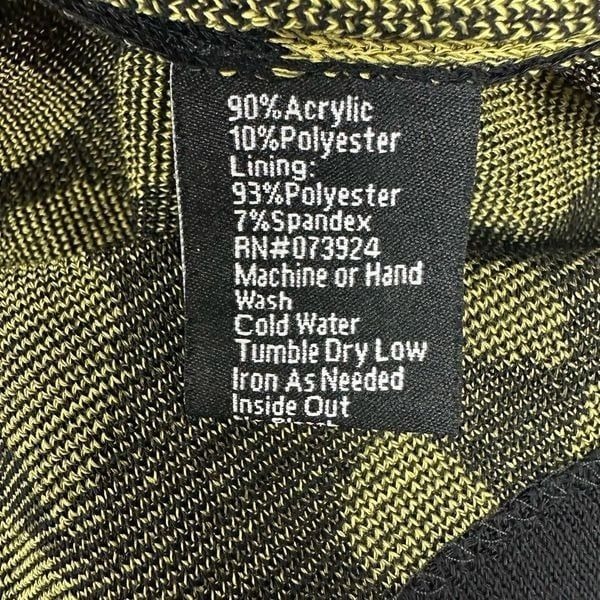 90%Acrylic
10%Polyester
Lining:
93%Polyester
7%Spandex
RN#073924
Machine or Hand
Wash
Cold Water
Tumble Dry Low
Iron As Needed
Inside Out